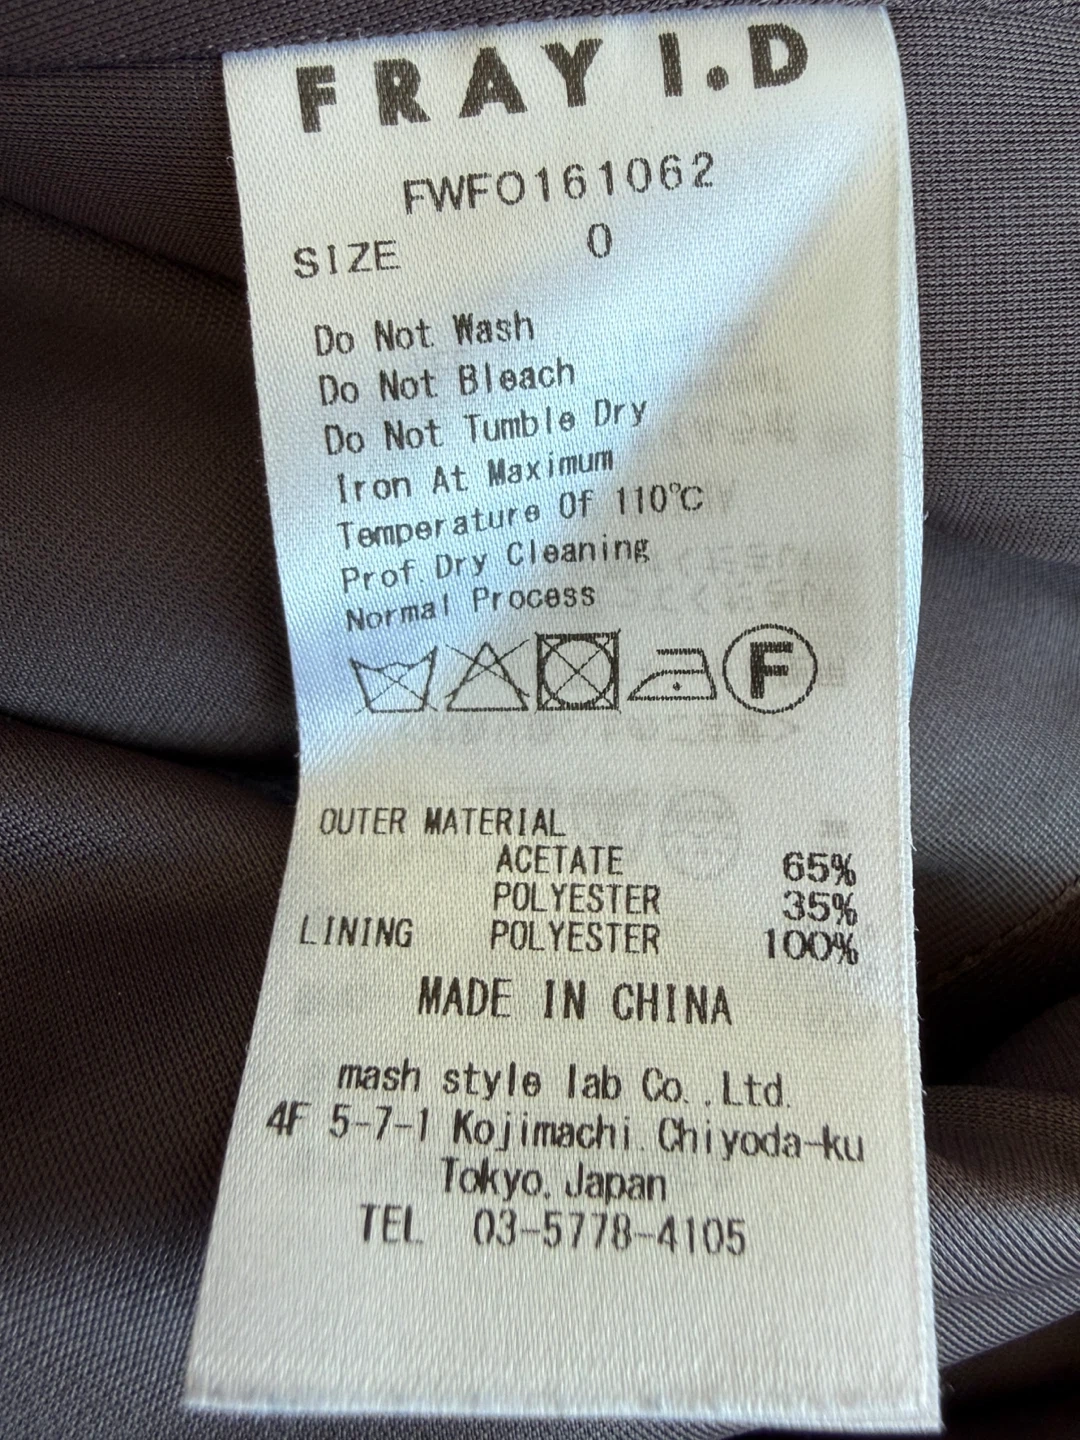 FRAY I.D
FWFO161062
SIZE 0
Do Not Wash
Do Not Bleach
Do Not Tumble Dry
Iron At Maximum
Temperature Of 110℃
Prof.Dry Cleaning
Normal Process
F
OUTER MATERIAL
ACETATE 65%
POLYESTER 35%
LINING POLYESTER 100%
MADE IN CHINA
mash style lab Co.,Ltd.
4F 5-7-1 Kojimachi.Chiyoda-ku
Tokyo.Japan
TEL 03-5778-4105